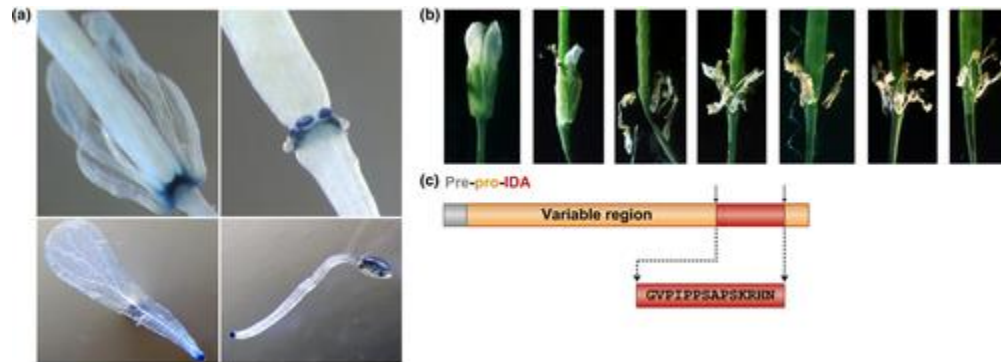 (a)
(b)
(c) Pre-pro-IDA
Variable region
GVPIPPSAPSKRHN